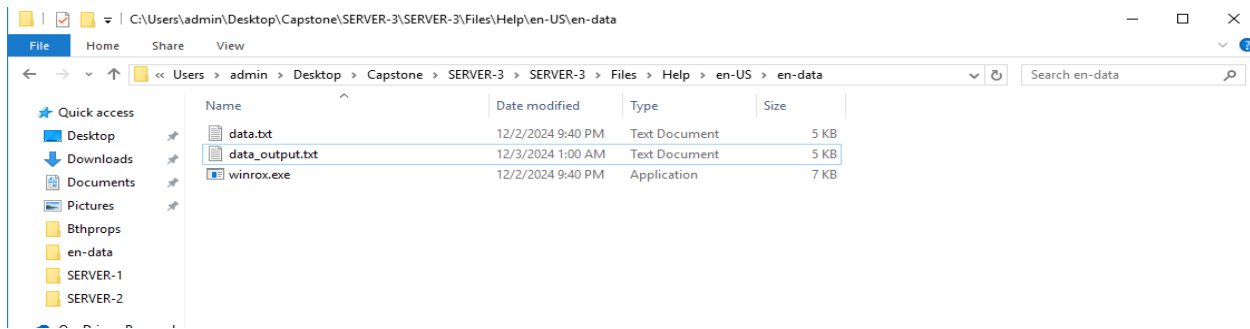 C:\Users\admin\Desktop\Capstone\SERVER-3\SERVER-3\Files\Help\en-US\en-data
File Home Share View
« Users › admin › Desktop › Capstone › SERVER-3 › SERVER-3 › Files › Help › en-US › en-data Search en-data
Quick access
Desktop
Downloads
Documents
Pictures
Bthprops
en-data
SERVER-1
SERVER-2
Name Date modified Type Size
data.txt 12/2/2024 9:40 PM Text Document 5 KB
data_output.txt 12/3/2024 1:00 AM Text Document 5 KB
winrox.exe 12/2/2024 9:40 PM Application 7 KB